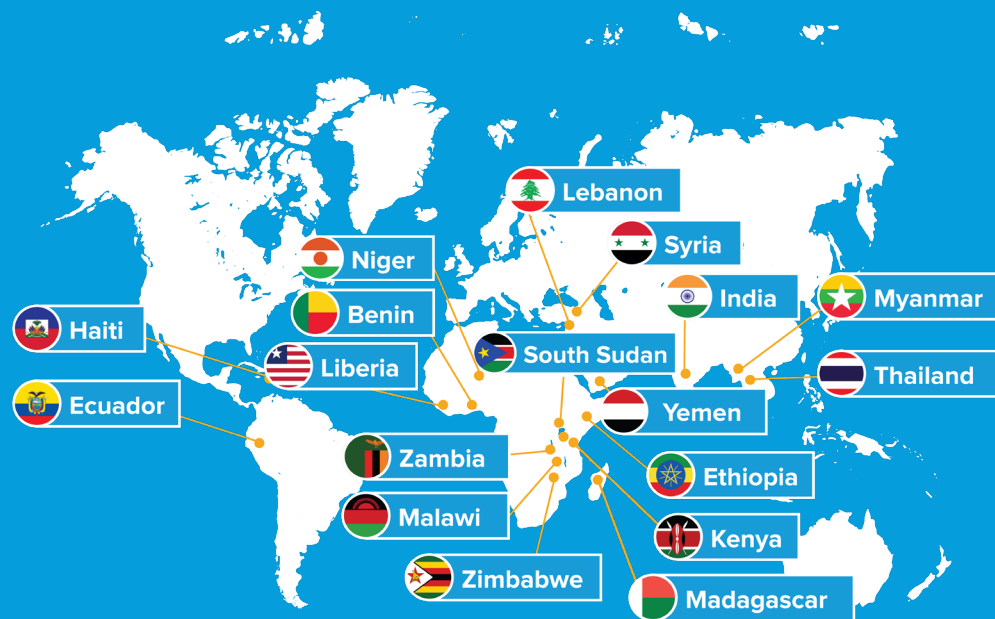 Lebanon
Syria
Niger
India
Myanmar
Benin
Haiti
South Sudan
Liberia
Thailand
Ecuador
Yemen
Zambia
Ethiopia
Malawi
Kenya
Zimbabwe
Madagascar